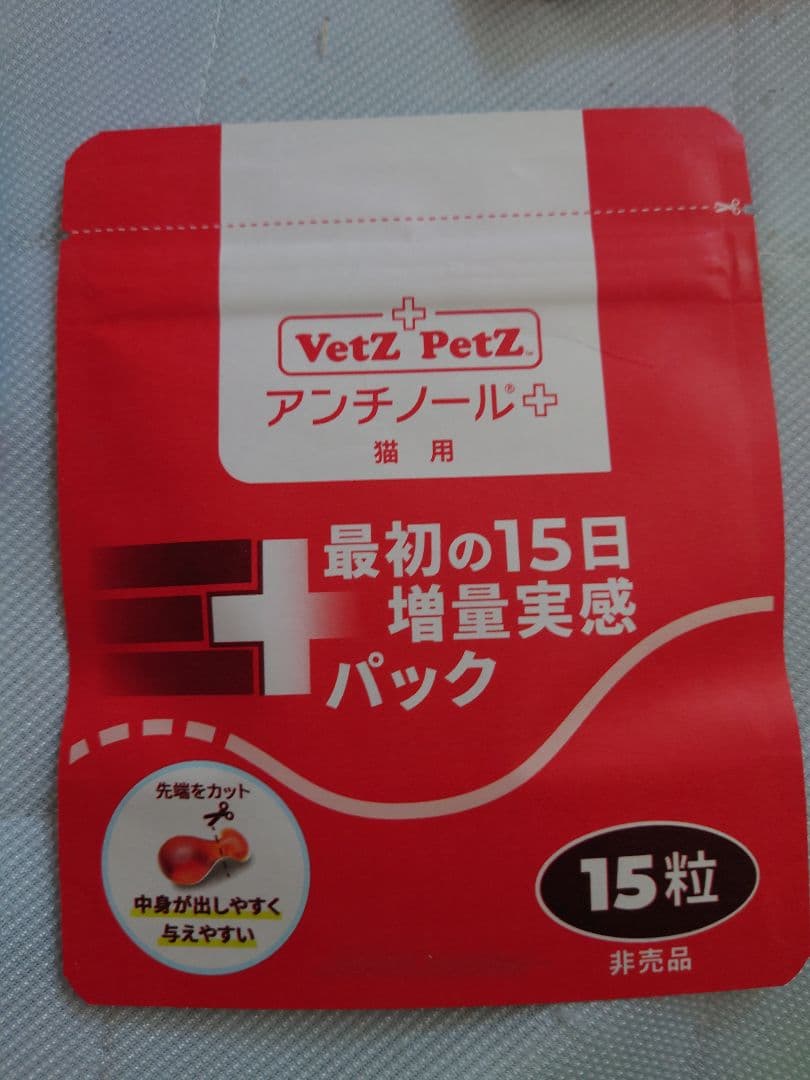 VetZ PetZ™
アンチノール®+
猫用
最初の15日
増量実感
パック
先端をカット
中身が出しやすく
与えやすい
15粒
非売品